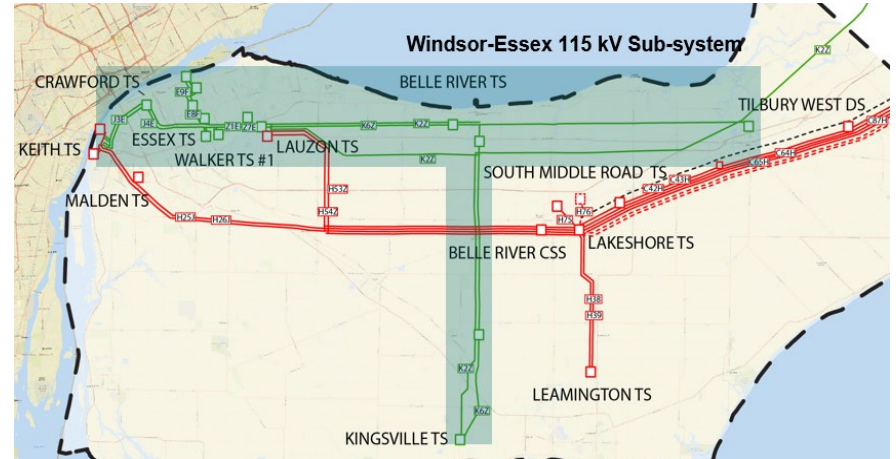 Windsor-Essex 115 kV Sub-system
K2Z
CRAWFORD TS
BELLE RIVER TS
E9F
E8F
TILBURY WEST DS
J3E
J4E
Z1E
Z7E
K6Z
K2Z
C87H
KEITH TS
ESSEX TS
LAUZON TS
WALKER TS #1
K2Z
C64H
C65H
SOUTH MIDDLE ROAD TS
C43H
C42H
H53Z
H54Z
MALDEN TS
H25J
H26J
H75
H76
BELLE RIVER CSS
LAKESHORE TS
H38
H39
K2Z
K6Z
LEAMINGTON TS
KINGSVILLE TS